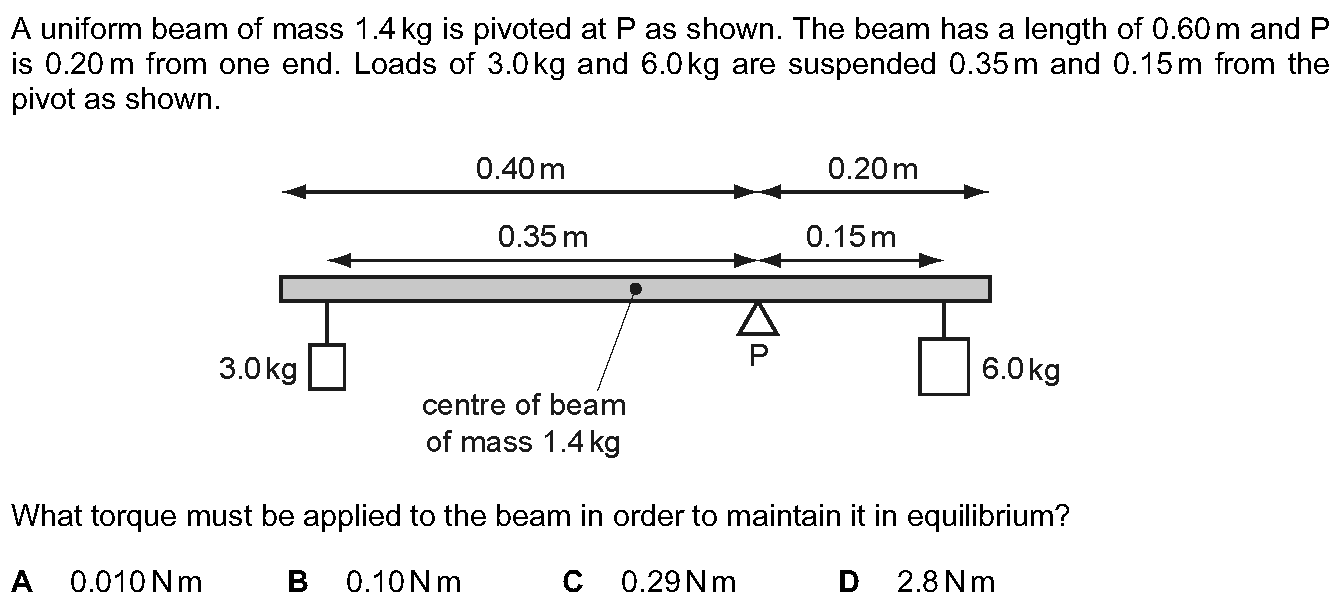 A uniform beam of mass 1.4 kg is pivoted at P as shown. The beam has a length of 0.60 m and P
is 0.20 m from one end. Loads of 3.0 kg and 6.0 kg are suspended 0.35 m and 0.15 m from the
pivot as shown.
0.40 m 0.20 m
0.35 m 0.15 m
P
3.0 kg 6.0 kg
centre of beam
of mass 1.4 kg
What torque must be applied to the beam in order to maintain it in equilibrium?
A 0.010 N m B 0.10 N m C 0.29 N m D 2.8 N m